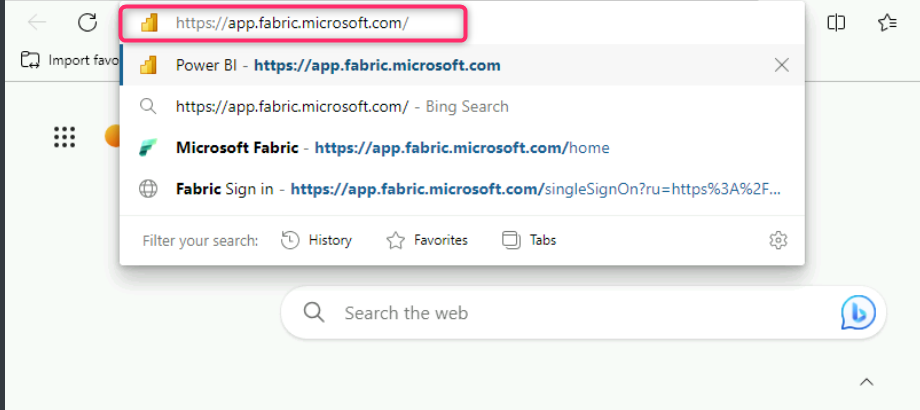 https://app.fabric.microsoft.com/
Import favo
Power BI - https://app.fabric.microsoft.com
https://app.fabric.microsoft.com/ - Bing Search
Microsoft Fabric - https://app.fabric.microsoft.com/home
Fabric Sign in - https://app.fabric.microsoft.com/singleSignOn?ru=https%3A%2F...
Filter your search: History Favorites Tabs
Search the web